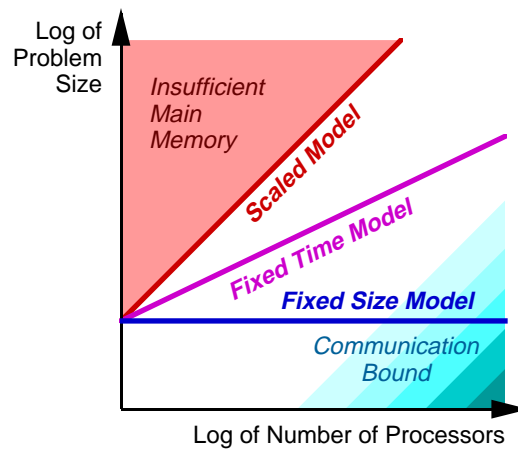 Log of
Problem
Size
Insufficient
Main
Memory
Scaled Model
Fixed Time Model
Fixed Size Model
Communication
Bound
Log of Number of Processors